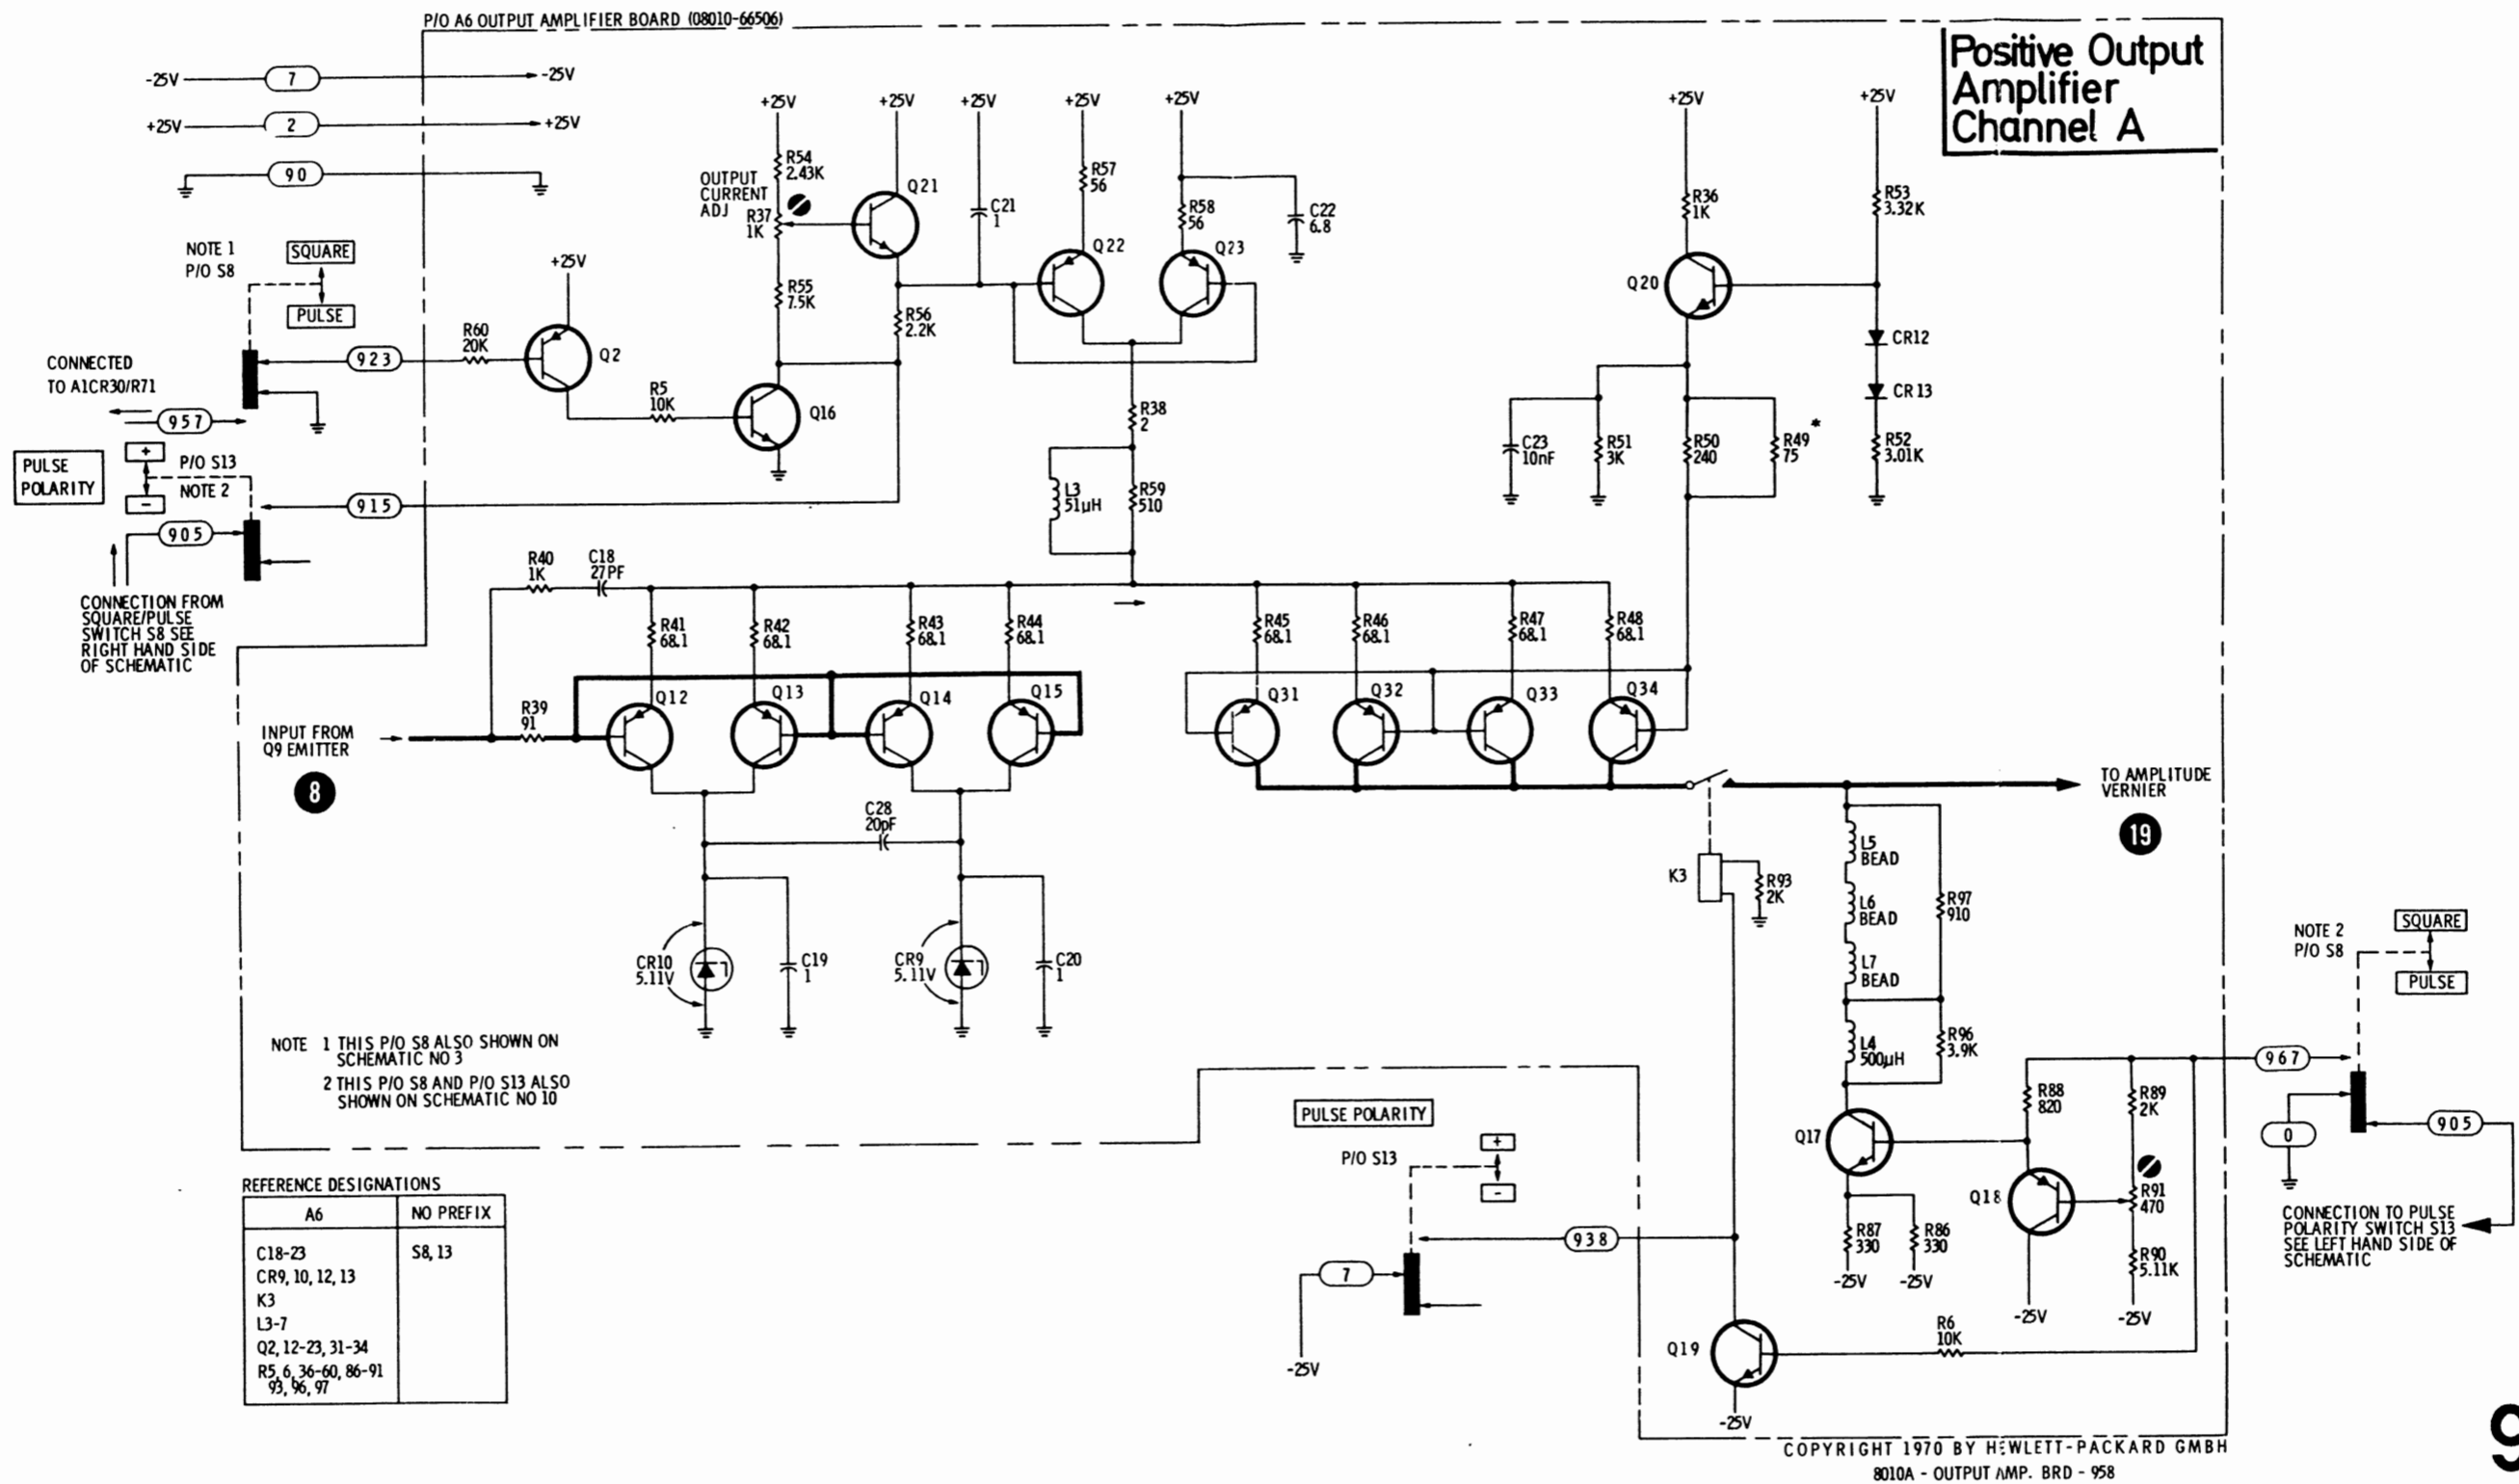 P/O A6 OUTPUT AMPLIFIER BOARD (08010-66506)
Positive Output
Amplifier
Channel A
-25V
7
-25V
+25V
2
+25V
90
+25V
+25V
+25V
+25V
+25V
+25V
+25V
R54
2.43K
OUTPUT
CURRENT
ADJ
R37
1K
Q21
C21
1
R57
56
R58
56
C22
6.8
R36
1K
R53
3.32K
NOTE 1
P/O S8
SQUARE
PULSE
+25V
R55
7.5K
R56
2.2K
Q22
Q23
Q20
CR12
CR13
R60
20K
923
Q2
CONNECTED
TO A1CR30/R71
957
R5
10K
Q16
R38
2
C23
10nF
R51
3K
R50
240
R49
75
*
R52
3.01K
PULSE
POLARITY
+
-
P/O S13
NOTE 2
915
905
L3
51µH
R59
510
CONNECTION FROM
SQUARE/PULSE
SWITCH S8 SEE
RIGHT HAND SIDE
OF SCHEMATIC
R40
1K
C18
27PF
R41
68.1
R42
68.1
R43
68.1
R44
68.1
R45
68.1
R46
68.1
R47
68.1
R48
68.1
Q12
Q13
Q14
Q15
Q31
Q32
Q33
Q34
R39
91
INPUT FROM
Q9 EMITTER
8
TO AMPLITUDE
VERNIER
19
C28
20pF
K3
R93
2K
L5
BEAD
L6
BEAD
L7
BEAD
R97
910
L4
500µH
R96
3.9K
CR10
5.11V
C19
1
CR9
5.11V
C20
1
NOTE 2
P/O S8
SQUARE
PULSE
967
0
905
NOTE 1 THIS P/O S8 ALSO SHOWN ON
SCHEMATIC NO 3
2 THIS P/O S8 AND P/O S13 ALSO
SHOWN ON SCHEMATIC NO 10
PULSE POLARITY
P/O S13
+
-
938
7
-25V
Q17
R88
820
R89
2K
Q18
R91
470
R87
330
R86
330
R90
5.11K
-25V
-25V
-25V
-25V
CONNECTION TO PULSE
POLARITY SWITCH S13
SEE LEFT HAND SIDE OF
SCHEMATIC
Q19
R6
10K
-25V
REFERENCE DESIGNATIONS
A6
NO PREFIX
C18-23
S8, 13
CR9, 10, 12, 13
K3
L3-7
Q2, 12-23, 31-34
R5, 6, 36-60, 86-91
93, 96, 97
9
COPYRIGHT 1970 BY HEWLETT-PACKARD GMBH
8010A - OUTPUT AMP. BRD - 958